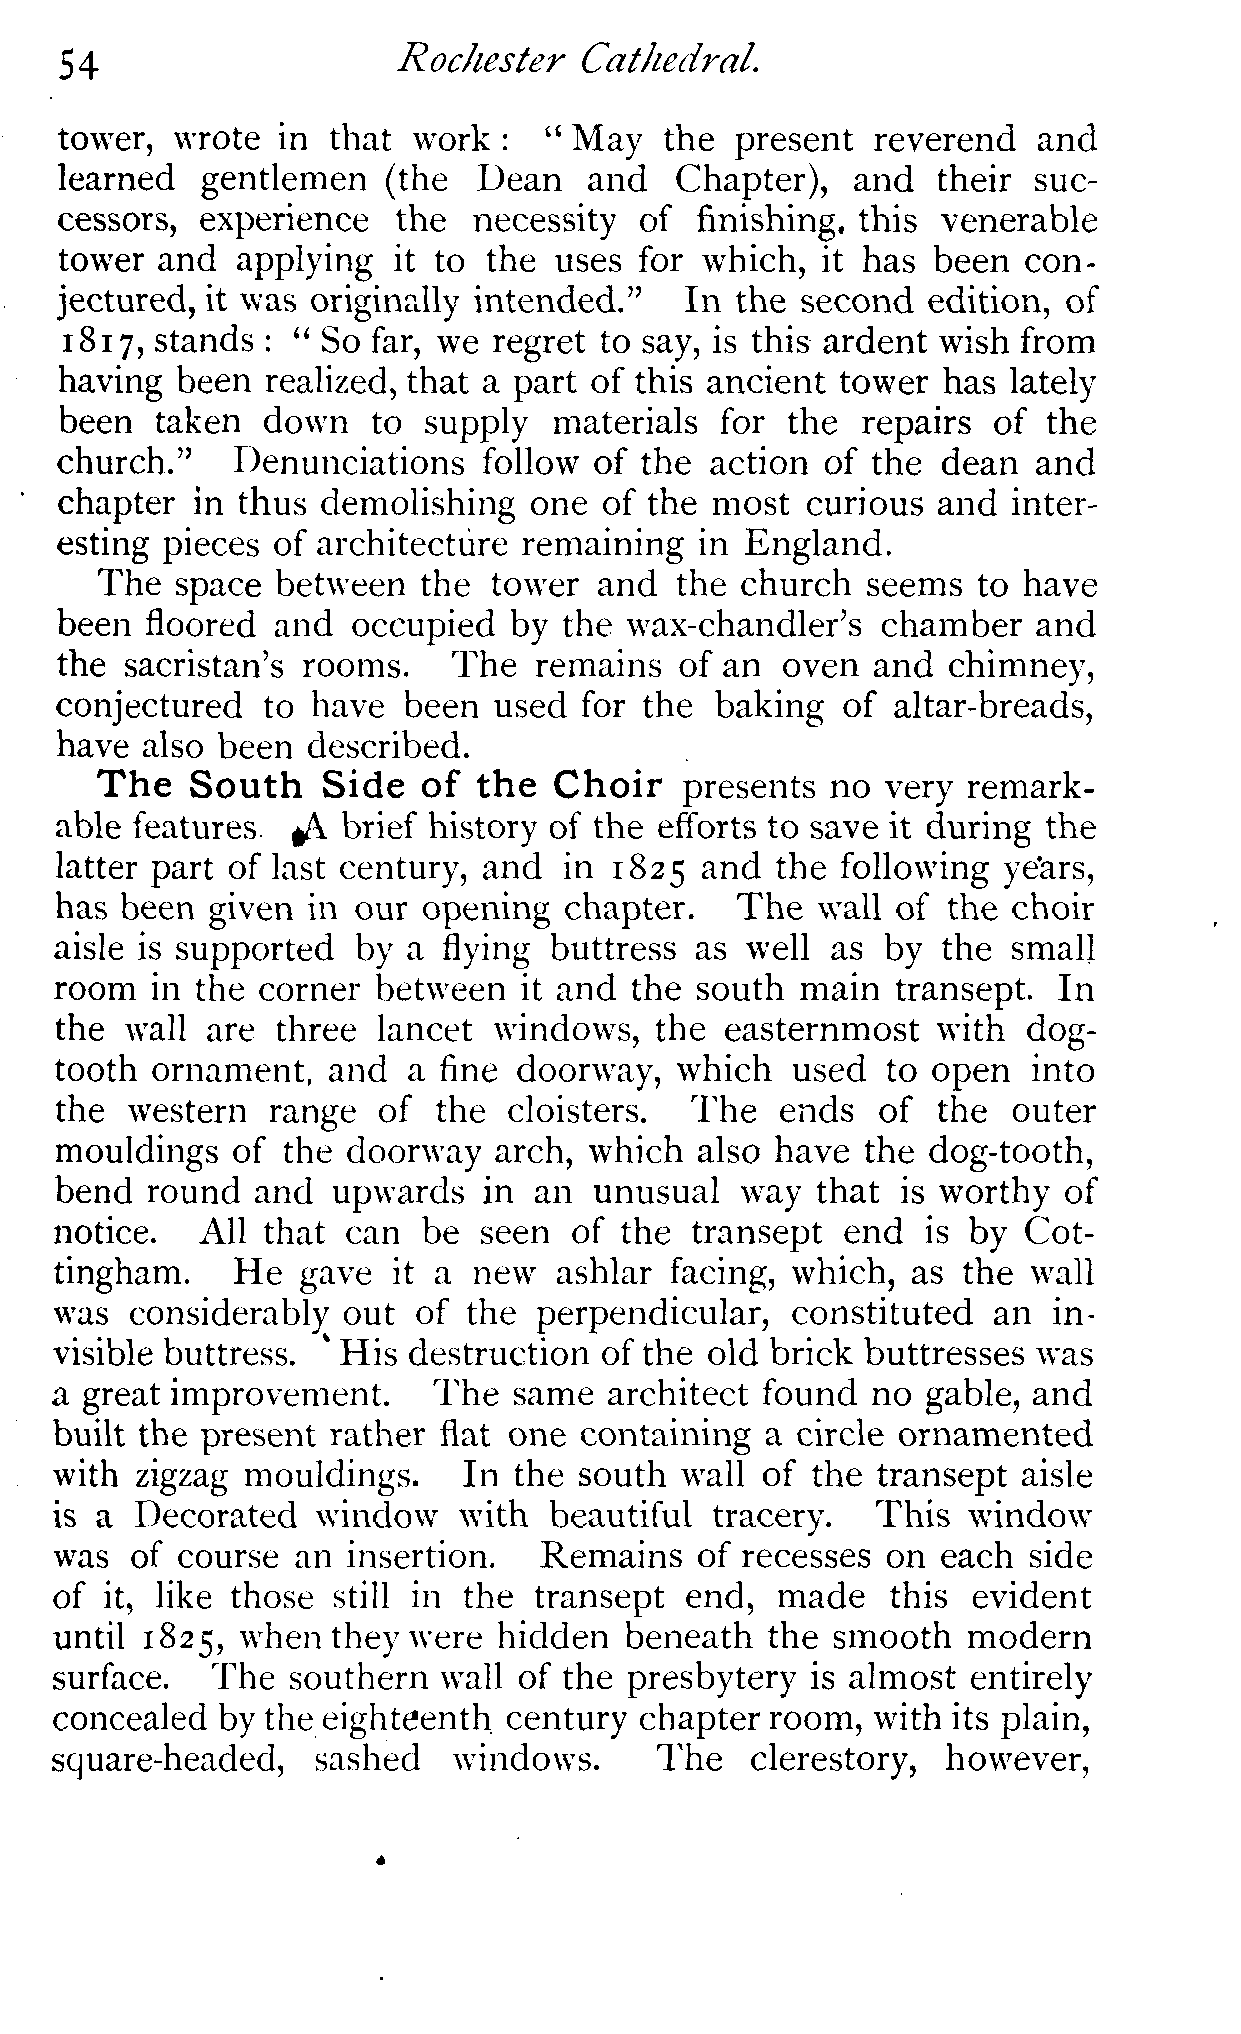 54 Rochester Cathedral.
tower, wrote in that work : " May the present reverend and
learned gentlemen (the Dean and Chapter), and their suc-
cessors, experience the necessity of finishing. this venerable
tower and applying it to the uses for which, it has been con-
jectured, it was originally intended." In the second edition, of
1817, stands : " So far, we regret to say, is this ardent wish from
having been realized, that a part of this ancient tower has lately
been taken down to supply materials for the repairs of the
church." Denunciations follow of the action of the dean and
chapter in thus demolishing one of the most curious and inter-
esting pieces of architecture remaining in England.
The space between the tower and the church seems to have
been floored and occupied by the wax-chandler's chamber and
the sacristan's rooms. The remains of an oven and chimney,
conjectured to have been used for the baking of altar-breads,
have also been described.
The South Side of the Choir presents no very remark-
able features. A brief history of the efforts to save it during the
latter part of last century, and in 1825 and the following years,
has been given in our opening chapter. The wall of the choir
aisle is supported by a flying buttress as well as by the small
room in the corner between it and the south main transept. In
the wall are three lancet windows, the easternmost with dog-
tooth ornament, and a fine doorway, which used to open into
the western range of the cloisters. The ends of the outer
mouldings of the doorway arch, which also have the dog-tooth,
bend round and upwards in an unusual way that is worthy of
notice. All that can be seen of the transept end is by Cot-
tingham. He gave it a new ashlar facing, which, as the wall
was considerably out of the perpendicular, constituted an in-
visible buttress. His destruction of the old brick buttresses was
a great improvement. The same architect found no gable, and
built the present rather flat one containing a circle ornamented
with zigzag mouldings. In the south wall of the transept aisle
is a Decorated window with beautiful tracery. This window
was of course an insertion. Remains of recesses on each side
of it, like those still in the transept end, made this evident
until 1825, when they were hidden beneath the smooth modern
surface. The southern wall of the presbytery is almost entirely
concealed by the eighteenth century chapter room, with its plain,
square-headed, sashed windows. The clerestory, however,